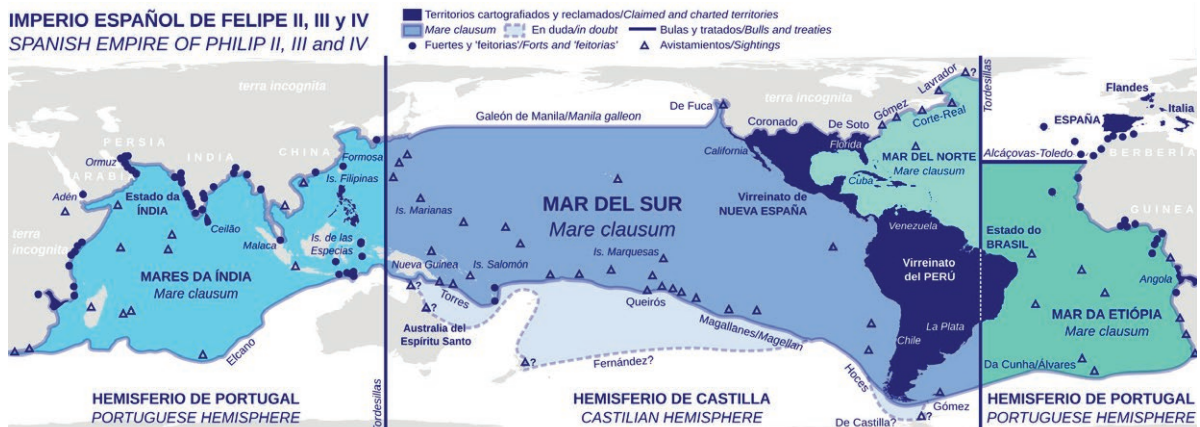 IMPERIO ESPAÑOL DE FELIPE II, III y IV
SPANISH EMPIRE OF PHILIP II, III and IV
Territorios cartografiados y reclamados/Claimed and charted territories
Mare clausum
En duda/in doubt
Bulas y tratados/Bulls and treaties
Fuertes y 'feitorias'/Forts and 'feitorias'
Avistamientos/Sightings
terra incognita
PERSIA
Ormuz
ARABIA
INDIA
CHINA
Formosa
Is. Filipinas
Adén
Estado da
ÍNDIA
Ceilão
Malaca
Is. de las
Especias
terra
incognita
MARES DA ÍNDIA
Mare clausum
Elcano
HEMISFERIO DE PORTUGAL
PORTUGUESE HEMISPHERE
Tordesillas
Galeón de Manila/Manila galleon
De Fuca
terra incognita
Coronado
De Soto
Gómez
Lavrador
?
Corte-Real
Tordesillas
California
Florida
MAR DEL NORTE
Mare clausum
Cuba
Is. Marianas
MAR DEL SUR
Mare clausum
Virreinato de
NUEVA ESPAÑA
Is. Marquesas
Nueva Guinea
Is. Salomón
Venezuela
Virreinato
del PERÚ
?
Torres
?
Queirós
Australia del
Espíritu Santo
Magallanes/Magellan
La Plata
Chile
?
Fernández?
Hoces
Gómez
De Castilla?
?
HEMISFERIO DE CASTILLA
CASTILIAN HEMISPHERE
Flandes
ESPAÑA
Italia
Alcáçovas-Toledo
BERBERÍA
GUINEA
Estado do
BRASIL
Angola
MAR DA ETIÓPIA
Mare clausum
Da Cunha/Álvares
HEMISFERIO DE PORTUGAL
PORTUGUESE HEMISPHERE